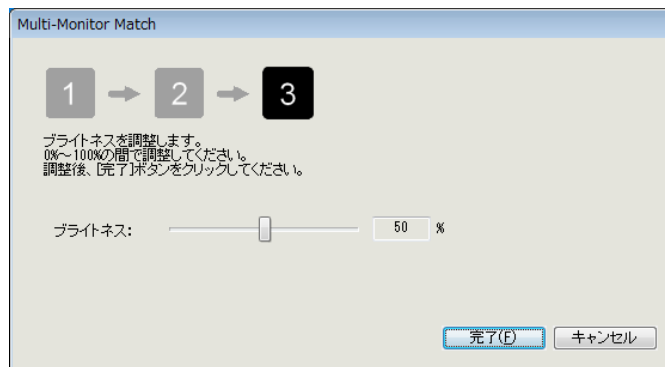 Multi-Monitor Match
1 → 2 → 3
ブライトネスを調整します。
0%~100%の間で調整してください。
調整後、[完了]ボタンをクリックしてください。
ブライトネス: 50 %
完了(F) キャンセル